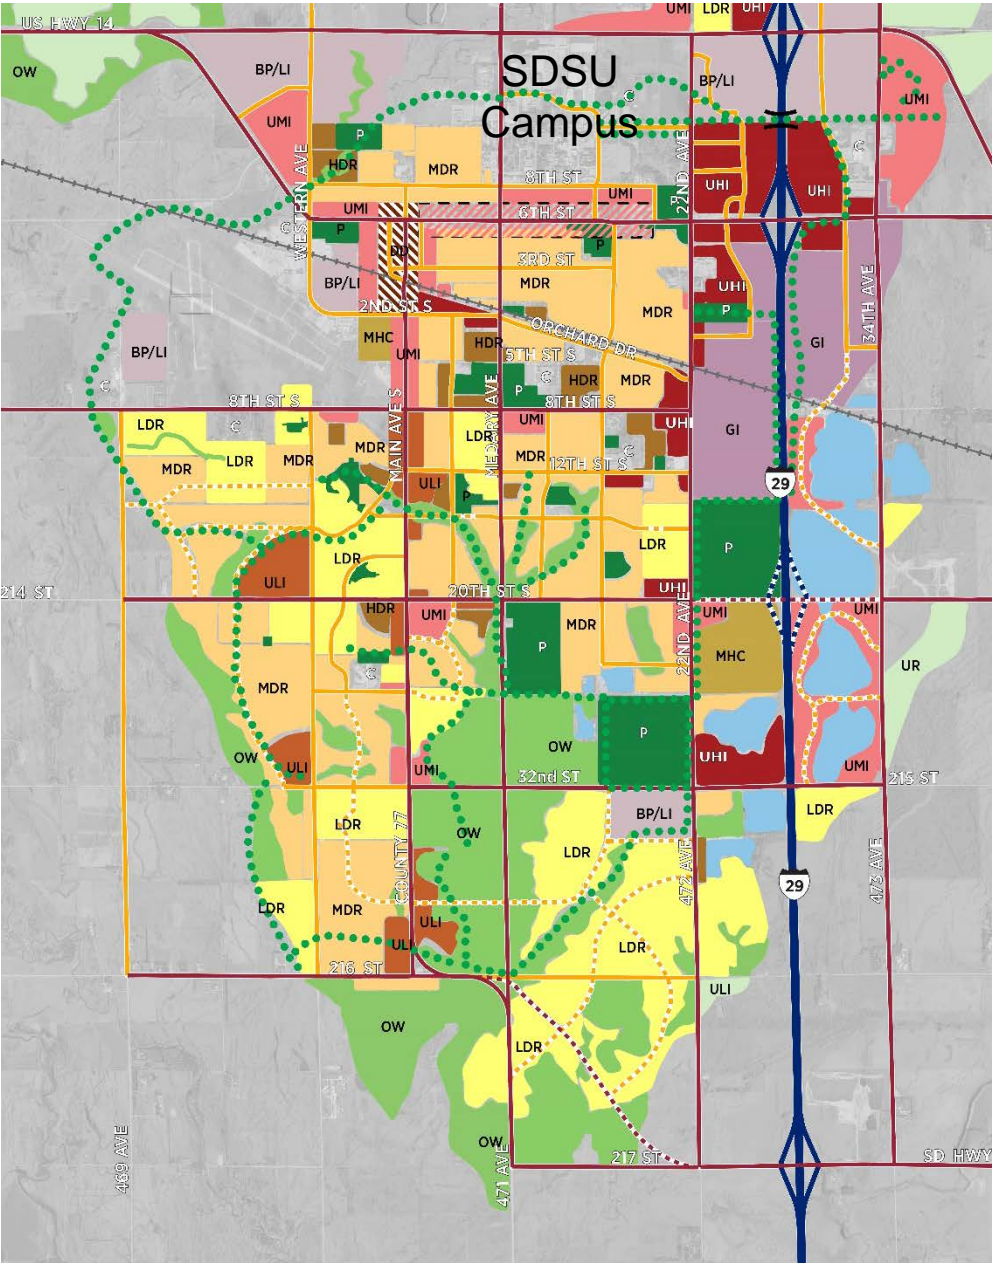 US HWY 14
UMI
LDR
UHI
OW
BP/LI
SDSU
Campus
BP/LI
C
UMI
UMI
P
HDR
MDR
WESTERN AVE
8TH ST
22ND AVE
C
UHI
UHI
UMI
P
UMI
6TH ST
C
P
DD
3RD ST
P
BP/LI
MDR
UHI
34TH AVE
2ND ST S
MDR
P
MHC
UMI
ORCHARD DR
GI
BP/LI
HDR
5TH ST S
C
C
HDR
MDR
P
8TH ST S
8TH ST S
LDR
C
MAIN AVE S
MEDARY AVE
UMI
UHI
GI
MDR
LDR
MDR
MDR
LDR
MDR
12TH ST S
C
ULI
P
29
LDR
LDR
P
ULI
214 ST
20TH ST S
UHI
HDR
UMI
P
MDR
22ND AVE
UMI
UMI
MHC
UR
C
MDR
OW
OW
P
UHI
ULI
UMI
32nd ST
UMI
215 ST
LDR
COUNTY 77
OW
BP/LI
LDR
LDR
472 AVE
473 AVE
29
LDR
MDR
ULI
LDR
ULI
216 ST
ULI
OW
LDR
469 AVE
OW
471 AVE
217 ST
SD HWY